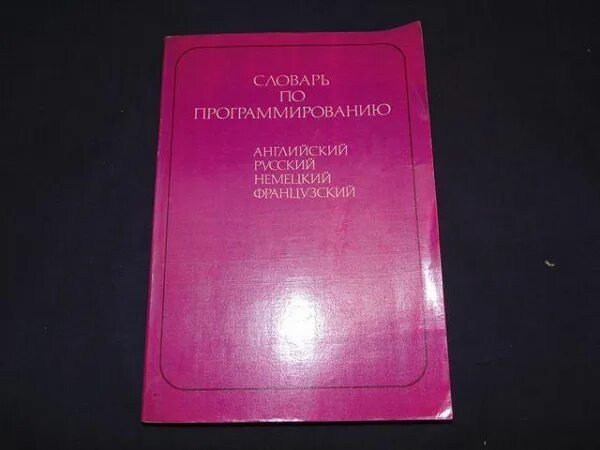 СЛОВАРЬ
ПО
ПРОГРАММИРОВАНИЮ
АНГЛИЙСКИЙ
РУССКИЙ
НЕМЕЦКИЙ
ФРАНЦУЗСКИЙ